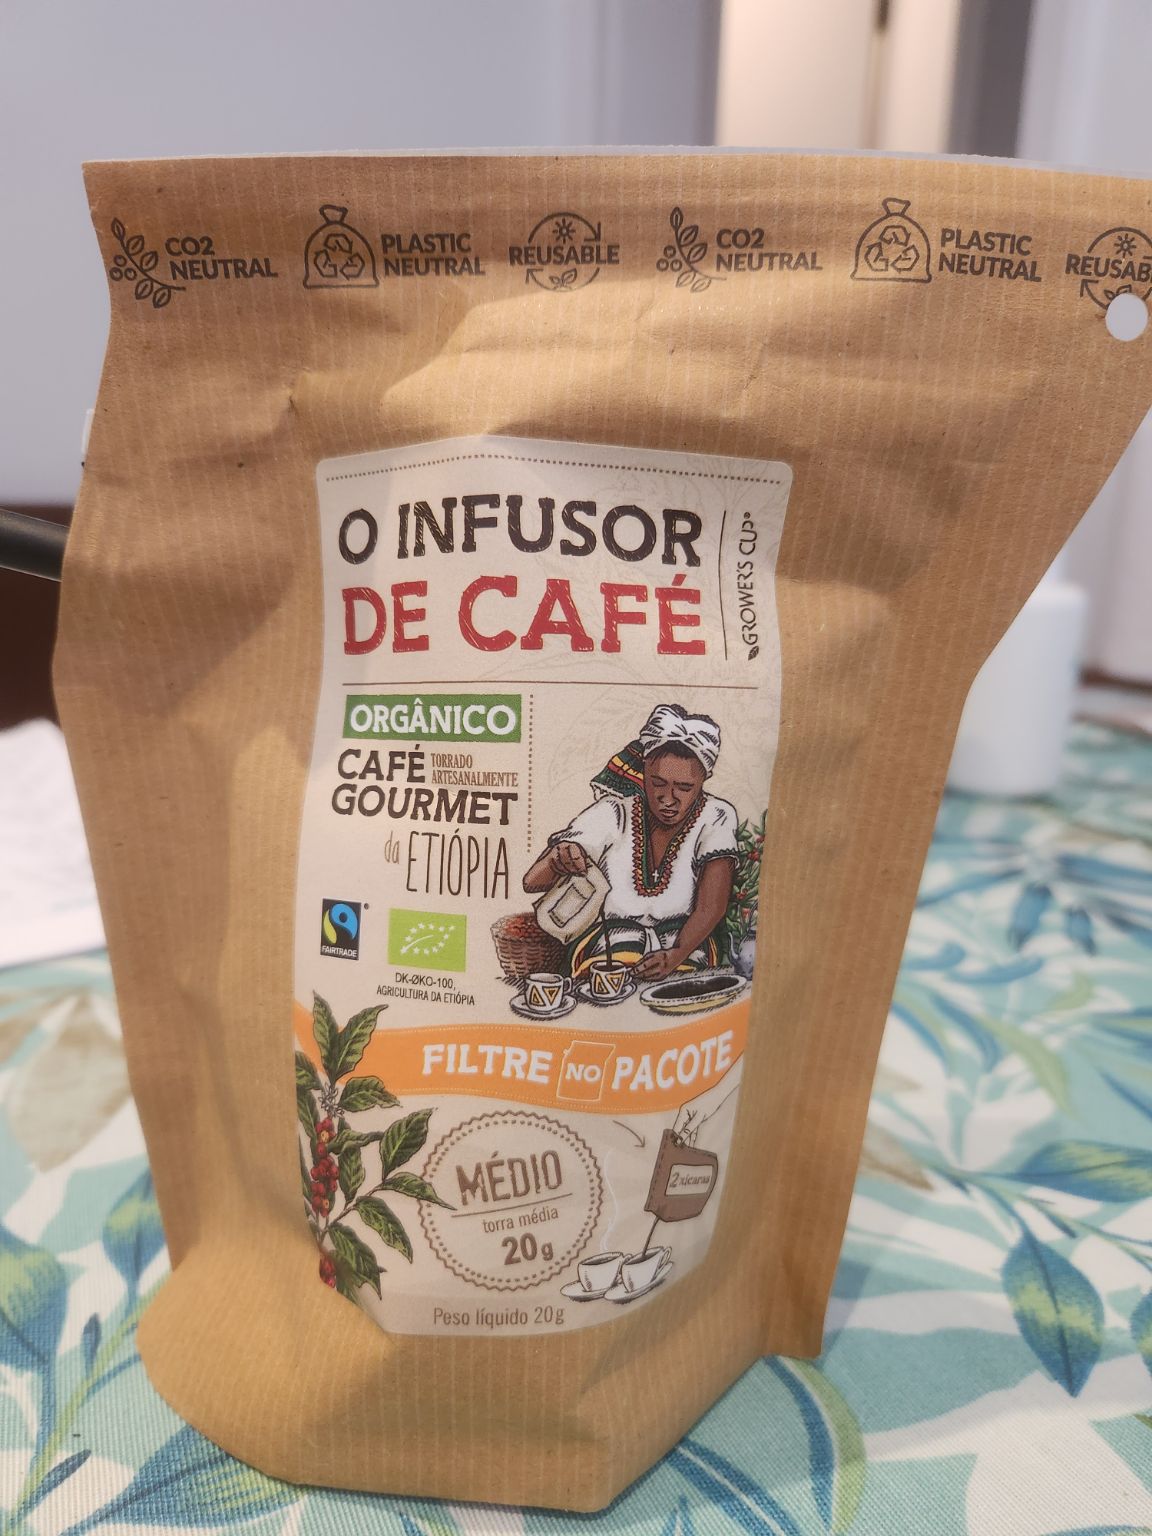 CO2 NEUTRAL
PLASTIC NEUTRAL
REUSABLE
CO2 NEUTRAL
PLASTIC NEUTRAL
REUSAB
O INFUSOR
DE CAFÉ
GROWER'S CUP®
ORGÂNICO
CAFÉ TORRADO ARTESANALMENTE
GOURMET
da ETIÓPIA
FAIRTRADE ®
DK-ØKO-100,
AGRICULTURA DA ETIÓPIA
FILTRE NO PACOTE
MÉDIO
torra média
20g
2 xícaras
Peso líquido 20g